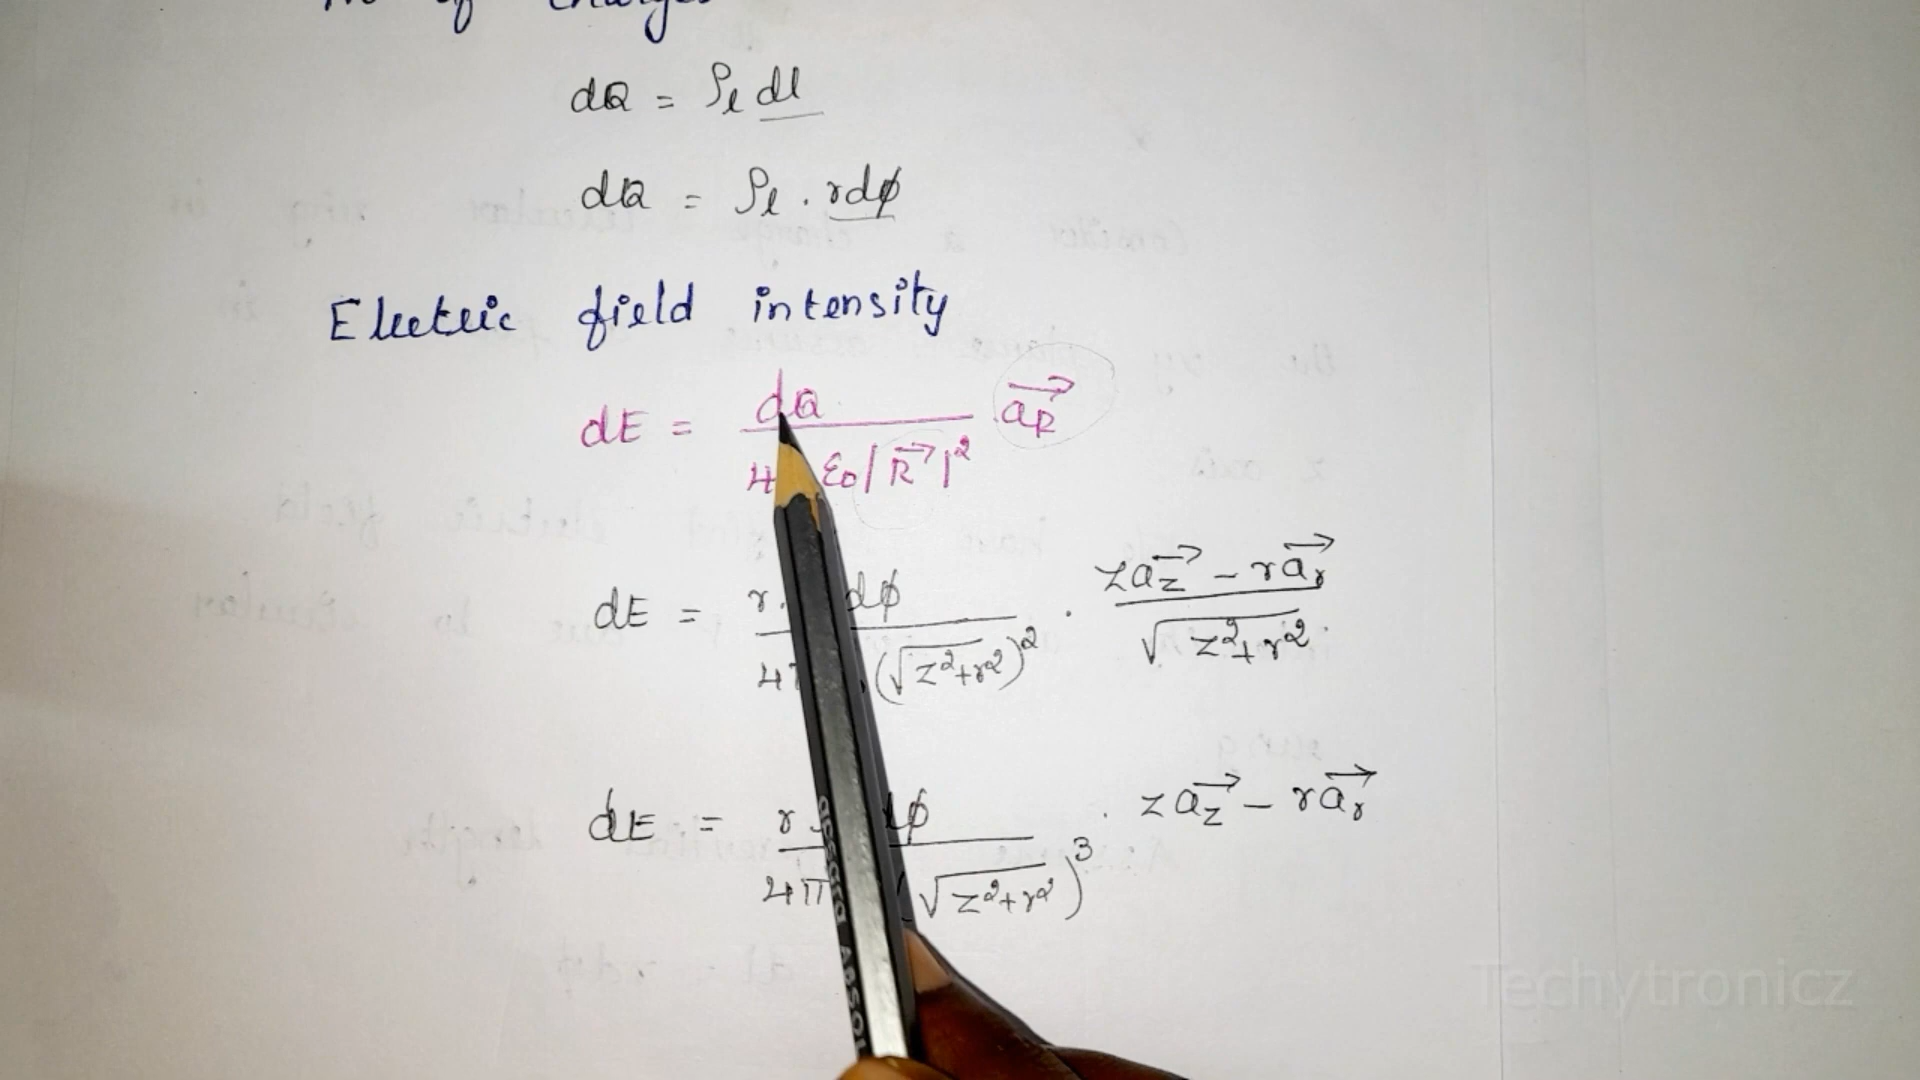 dQ = ρl dl
dQ = ρl . rdφ
Electric field intensity
dE = dQ / 4 ε0 |R→|² aR→
dE = r. dφ / 4π (√z²+r²)² . zaz→ − rar→ / √z²+r²
dE = r dφ / 4π (√z²+r²)³ . zaz→ − rar→
Techytronicz